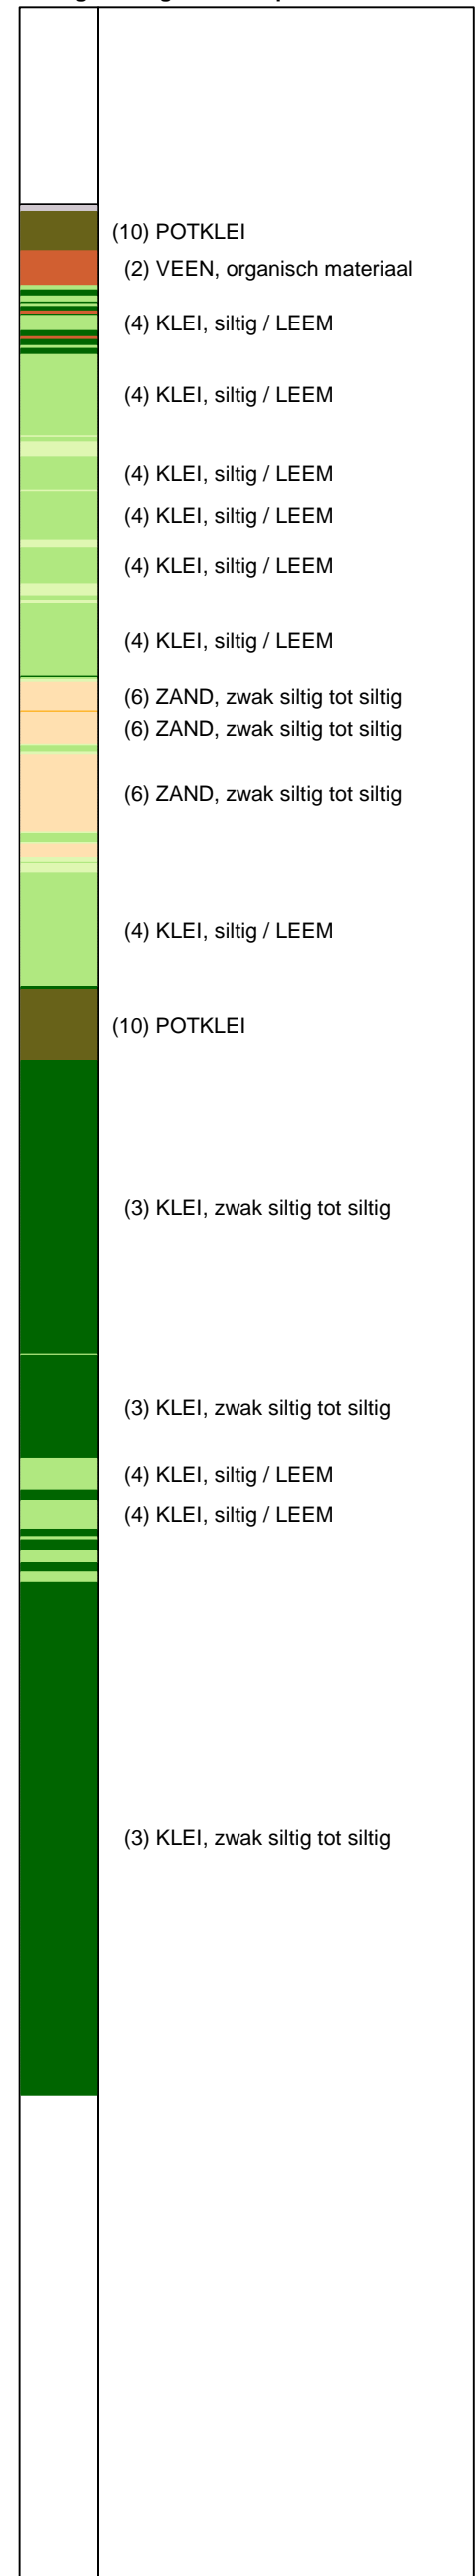 (10) POTKLEI
(2) VEEN, organisch materiaal
(4) KLEI, siltig / LEEM
(4) KLEI, siltig / LEEM
(4) KLEI, siltig / LEEM
(4) KLEI, siltig / LEEM
(4) KLEI, siltig / LEEM
(4) KLEI, siltig / LEEM
(6) ZAND, zwak siltig tot siltig
(6) ZAND, zwak siltig tot siltig
(6) ZAND, zwak siltig tot siltig
(4) KLEI, siltig / LEEM
(10) POTKLEI
(3) KLEI, zwak siltig tot siltig
(3) KLEI, zwak siltig tot siltig
(4) KLEI, siltig / LEEM
(4) KLEI, siltig / LEEM
(3) KLEI, zwak siltig tot siltig